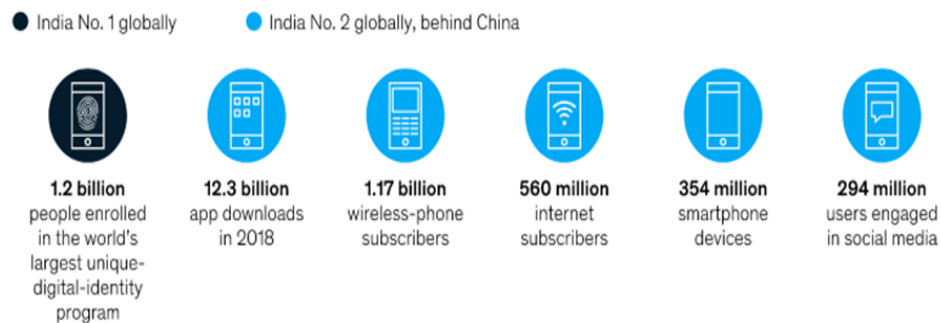 India No. 1 globally
India No. 2 globally, behind China
1.2 billion
people enrolled
in the world's
largest unique-
digital-identity
program
12.3 billion
app downloads
in 2018
1.17 billion
wireless-phone
subscribers
560 million
internet
subscribers
354 million
smartphone
devices
294 million
users engaged
in social media